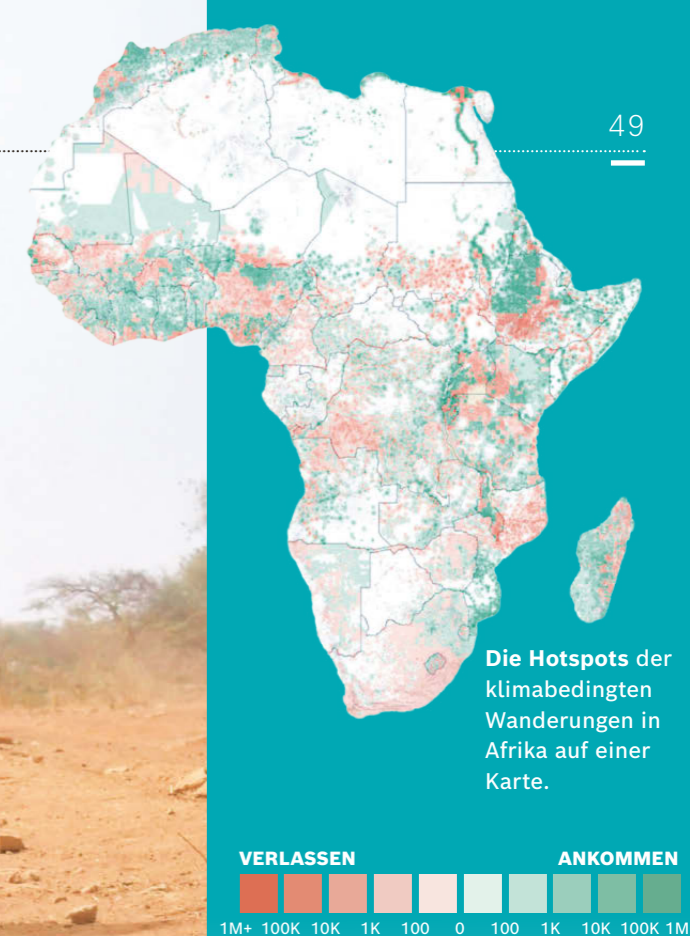 49
Die Hotspots der
klimabedingten
Wanderungen in
Afrika auf einer
Karte.
VERLASSEN ANKOMMEN
1M+ 100K 10K 1K 100 0 100 1K 10K 100K 1M